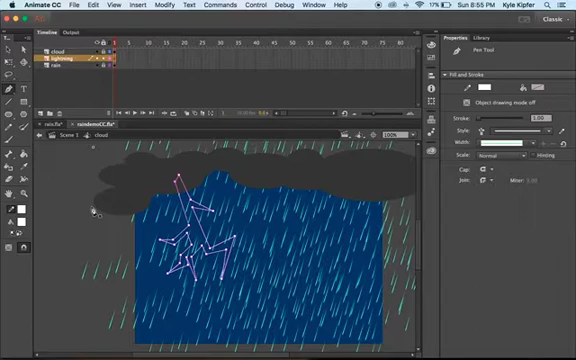 Animate CC File Edit View Insert Modify Text Commands Control Debug Window Help 17% Sun 8:55 PM Kyle Kipfer
Classic
Timeline Output
Properties Library
1 5 10 15 20 25 30 35 40 45 50 55 60 65 70 75 80
cloud
lightning
rain
Pen Tool
Fill and Stroke
Object drawing mode off
Stroke: 1.00
Style:
Width:
Scale: Normal Hinting
Cap:
Join: Miter:
rain.fla* raindemoCC.fla*
Scene 1 cloud 100%